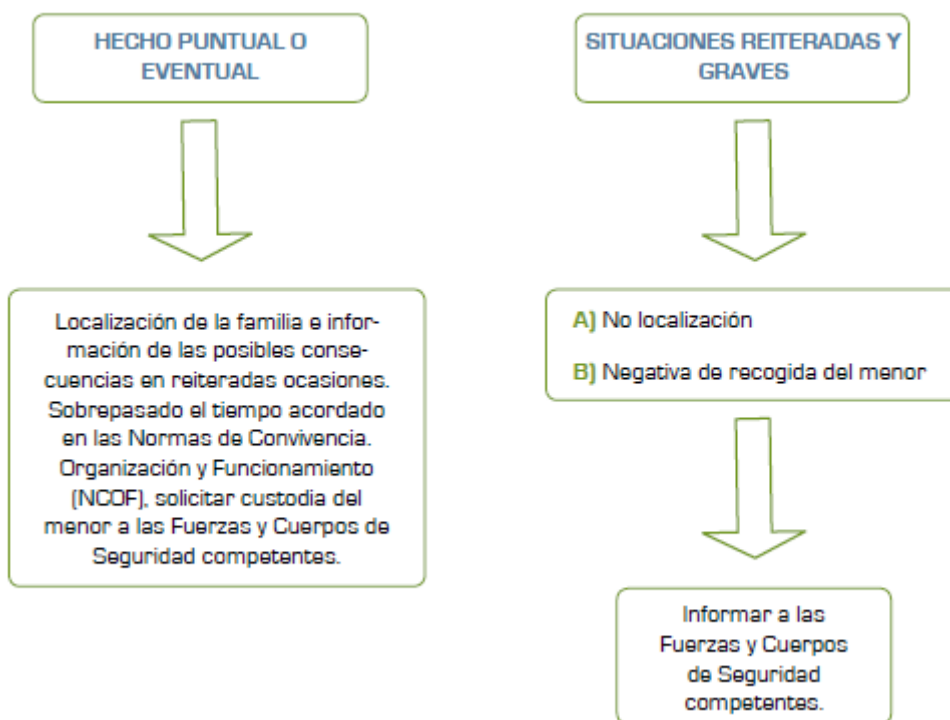 HECHO PUNTUAL O
EVENTUAL
Localización de la familia e infor-
mación de las posibles conse-
cuencias en reiteradas ocasiones.
Sobrepasado el tiempo acordado
en las Normas de Convivencia.
Organización y Funcionamiento
(NCOF), solicitar custodia del
menor a las Fuerzas y Cuerpos de
Seguridad competentes.
SITUACIONES REITERADAS Y
GRAVES
A) No localización
B) Negativa de recogida del menor
Informar a las
Fuerzas y Cuerpos
de Seguridad
competentes.